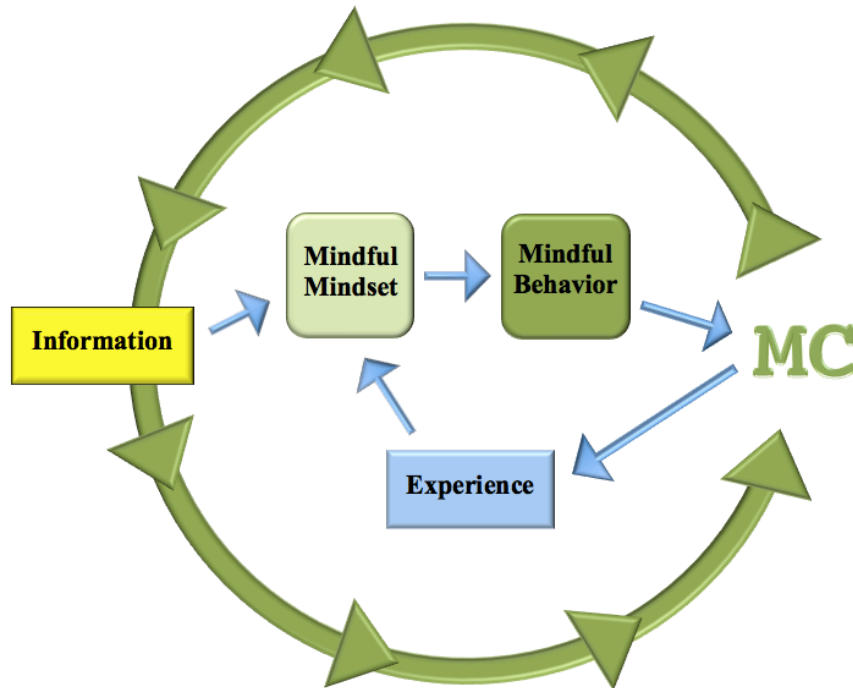 Mindful
Mindset
Mindful
Behavior
Information
MC
Experience